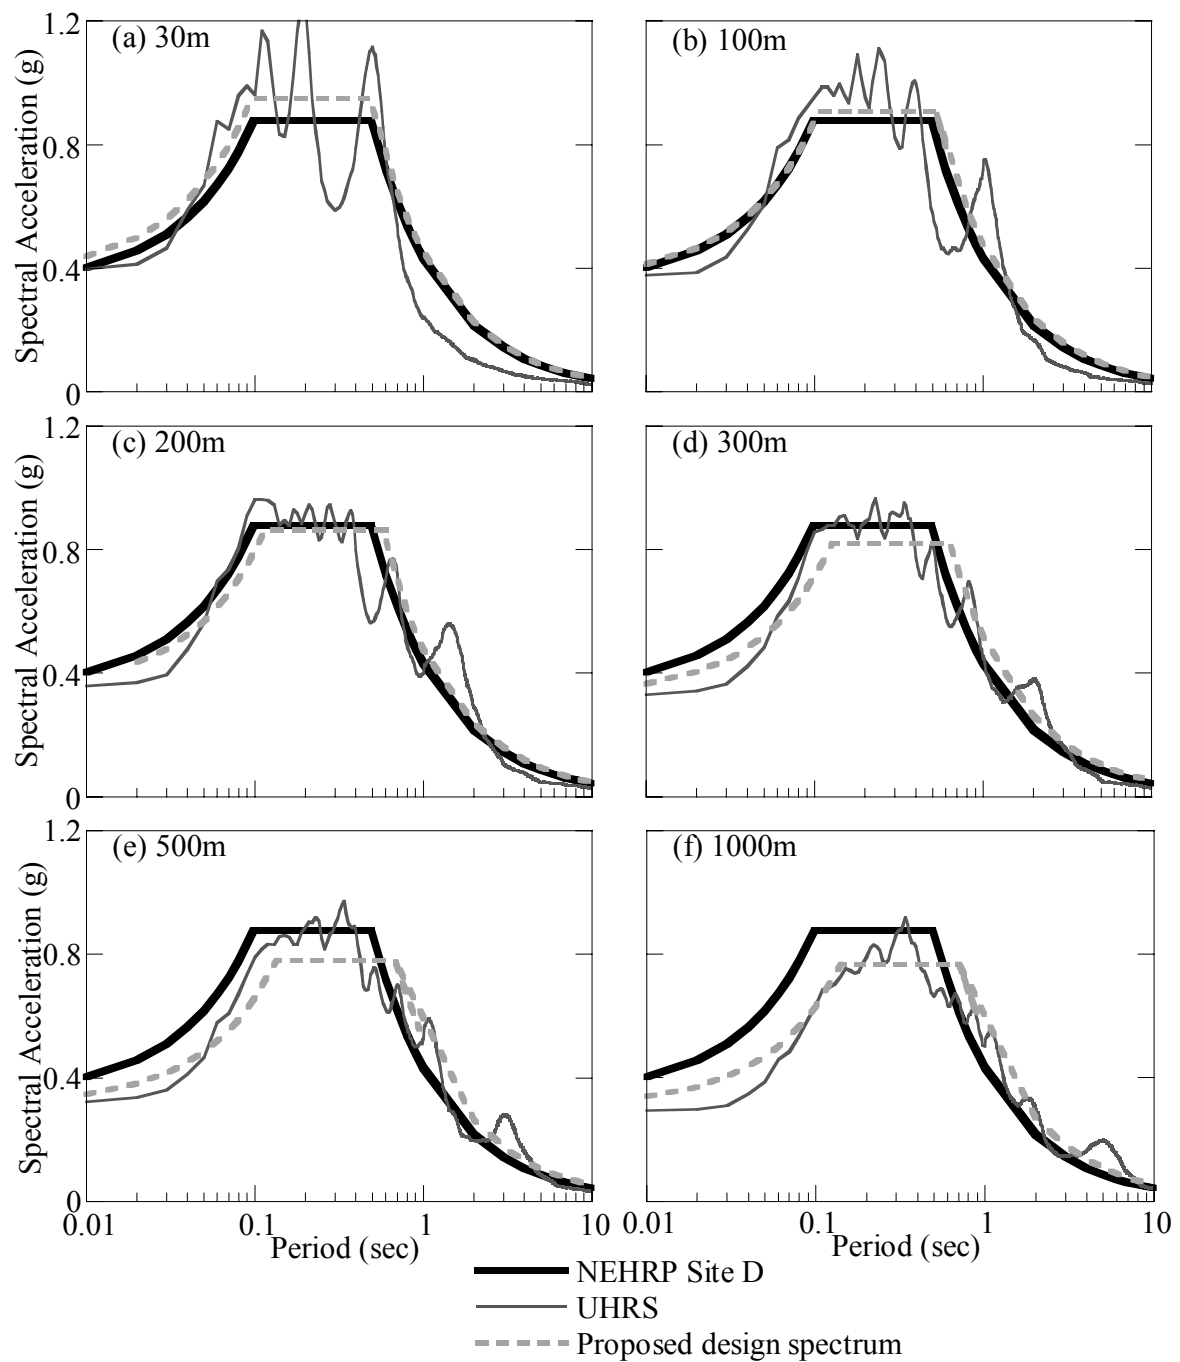 1.2
(a) 30m
(b) 100m
0.8
0.4
0
Spectral Acceleration (g)
1.2
(c) 200m
(d) 300m
0.8
0.4
0
Spectral Acceleration (g)
1.2
(e) 500m
(f) 1000m
0.8
0.4
0
Spectral Acceleration (g)
0.01 0.1 1 10
0.01 0.1 1 10
Period (sec)
Period (sec)
NEHRP Site D
UHRS
Proposed design spectrum